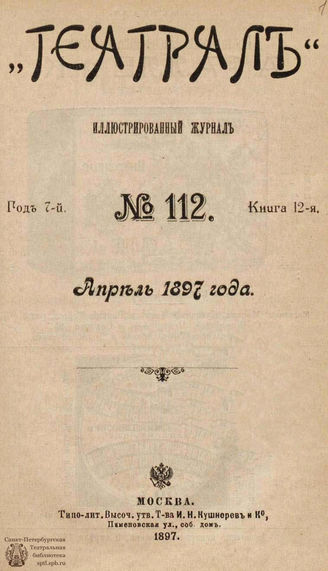 „ТЕАТРАЛЪ“
ИЛЛЮСТРИРОВАННЫЙ ЖУРНАЛЪ
Годъ 7-й. № 112. Книга 12-я.
Апрѣль 1897 года.
МОСКВА.
Типо-лит. Высоч. утв. Т-ва И. Н. Кушнеревъ и Ко,
Пименовская ул., соб. домъ.
1897.
Санкт-Петербургская
Театральная
библиотека
sptl.spb.ru